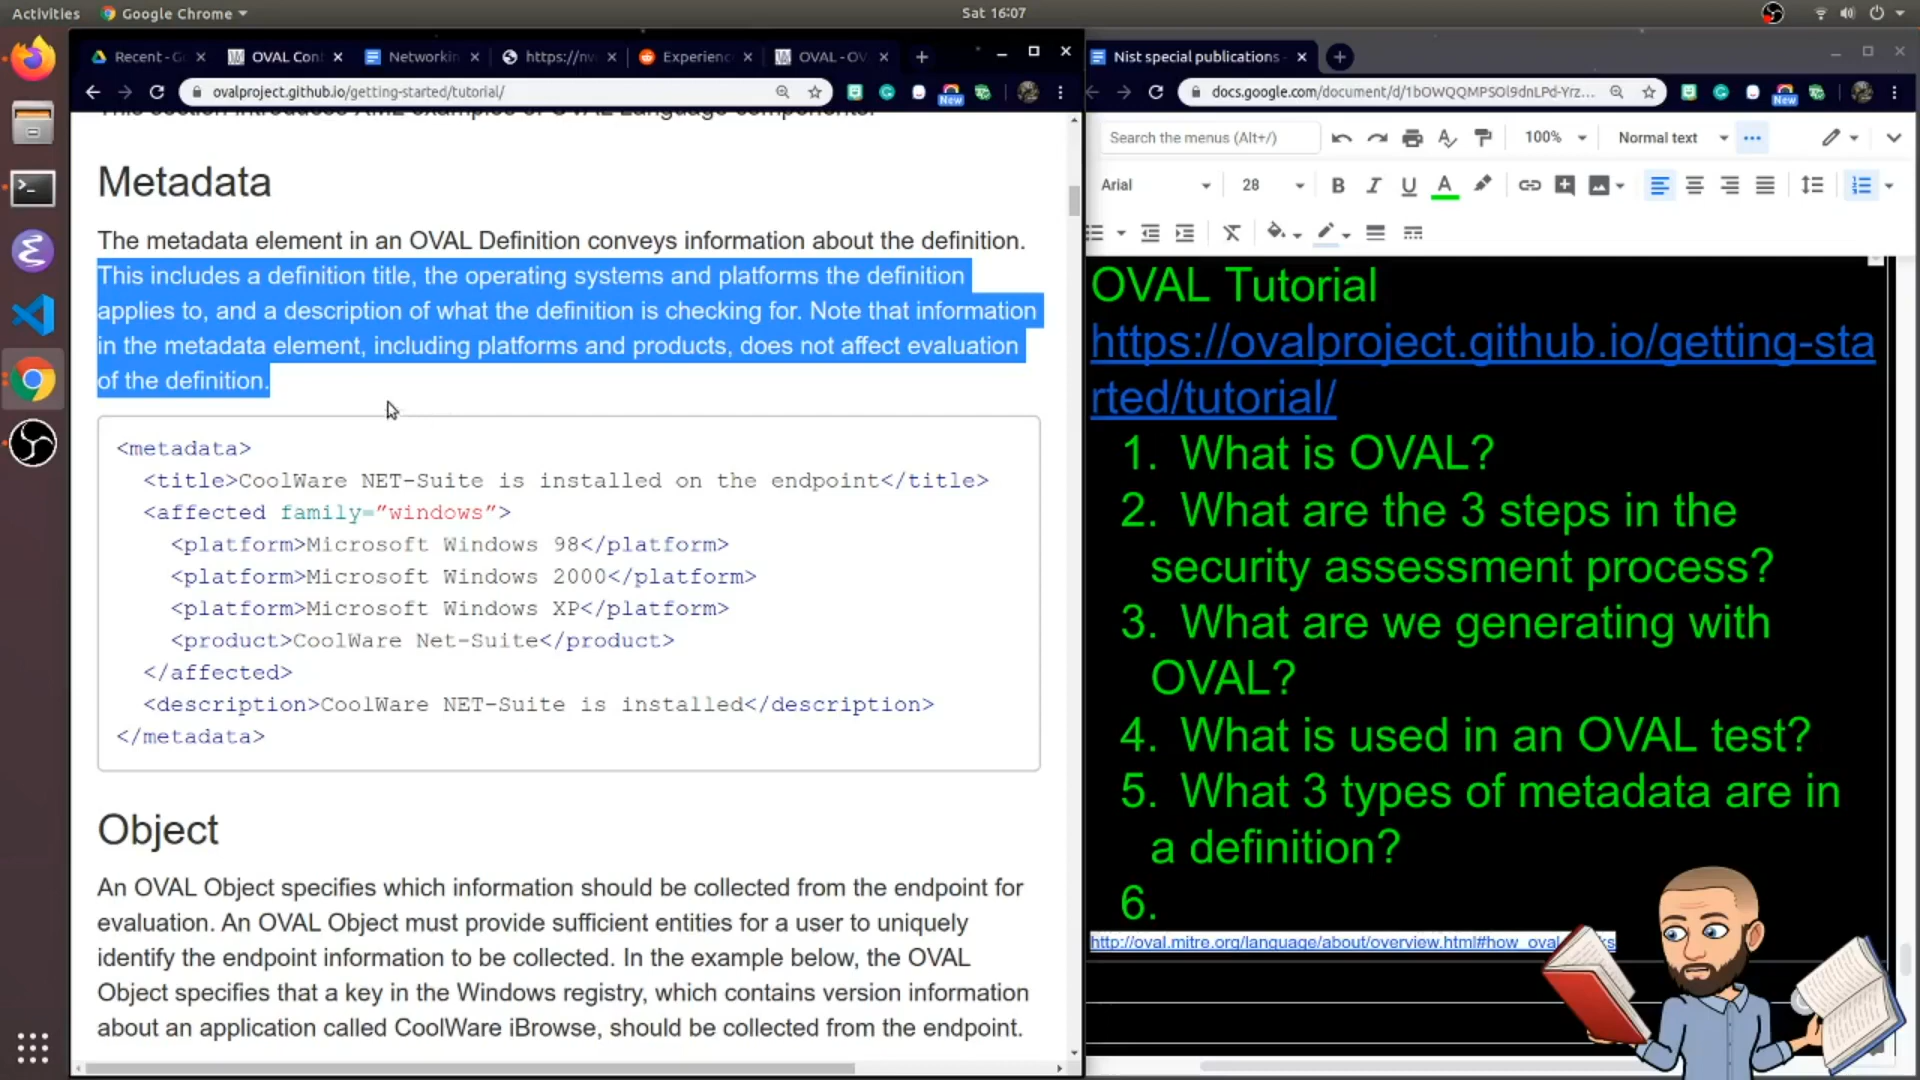 Activities
Google Chrome
Sat 16:07
Recent - G
OVAL Con
Networkin
https://nv
Experienc
OVAL - OV
ovalproject.github.io/getting-started/tutorial/
New
Metadata
The metadata element in an OVAL Definition conveys information about the definition.
This includes a definition title, the operating systems and platforms the definition
applies to, and a description of what the definition is checking for. Note that information
in the metadata element, including platforms and products, does not affect evaluation
of the definition.
<metadata>
<title>CoolWare NET-Suite is installed on the endpoint</title>
<affected family=”windows”>
<platform>Microsoft Windows 98</platform>
<platform>Microsoft Windows 2000</platform>
<platform>Microsoft Windows XP</platform>
<product>CoolWare Net-Suite</product>
</affected>
<description>CoolWare NET-Suite is installed</description>
</metadata>
Object
An OVAL Object specifies which information should be collected from the endpoint for
evaluation. An OVAL Object must provide sufficient entities for a user to uniquely
identify the endpoint information to be collected. In the example below, the OVAL
Object specifies that a key in the Windows registry, which contains version information
about an application called CoolWare iBrowse, should be collected from the endpoint.
Nist special publications -
docs.google.com/document/d/1bOWQQMPSOl9dnLPd-Yrz...
New
Search the menus (Alt+/)
100%
Normal text
Arial
28
OVAL Tutorial
https://ovalproject.github.io/getting-sta
rted/tutorial/
1. What is OVAL?
2. What are the 3 steps in the
security assessment process?
3. What are we generating with
OVAL?
4. What is used in an OVAL test?
5. What 3 types of metadata are in
a definition?
6.
http://oval.mitre.org/language/about/overview.html#how_oval